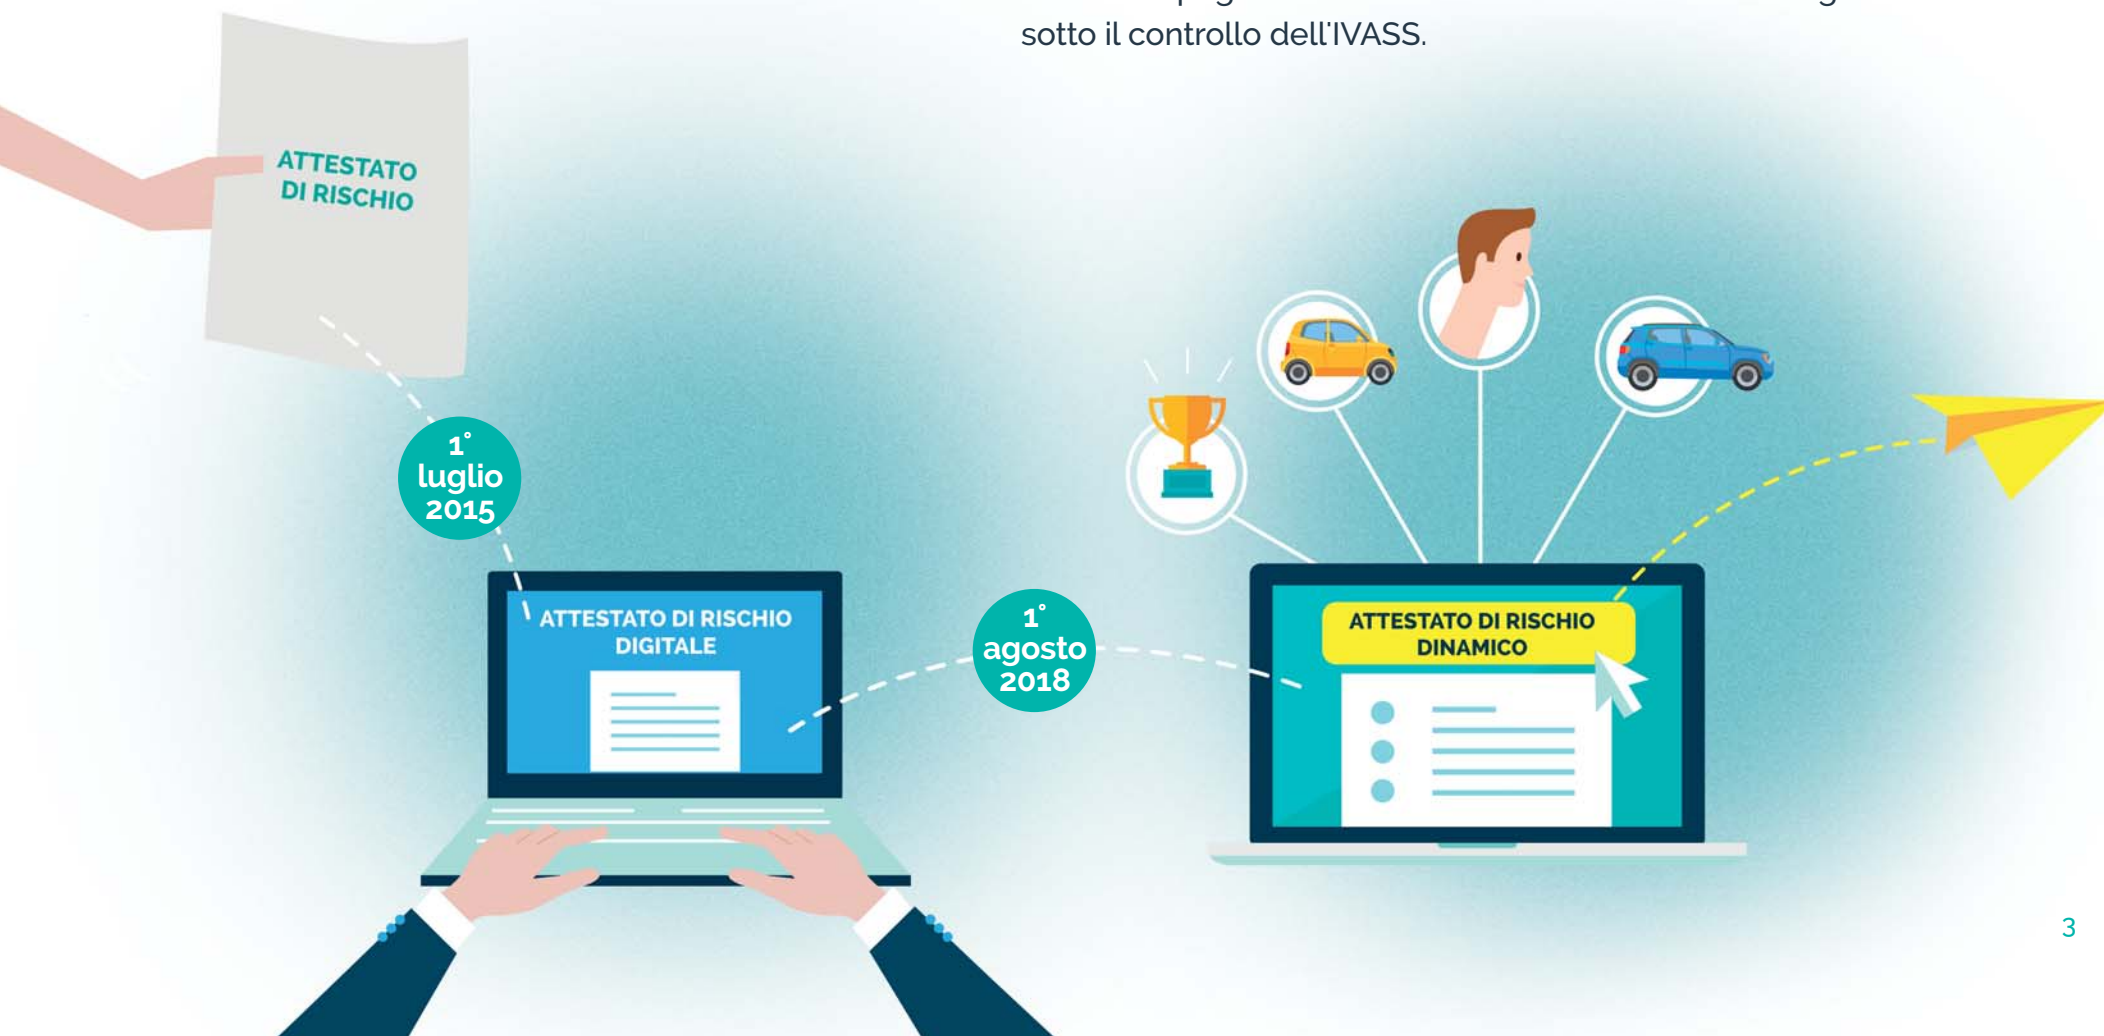 sotto il controllo dell'IVASS.
ATTESTATO
DI RISCHIO
1°
luglio
2015
ATTESTATO DI RISCHIO
DIGITALE
1°
agosto
2018
ATTESTATO DI RISCHIO
DINAMICO
3